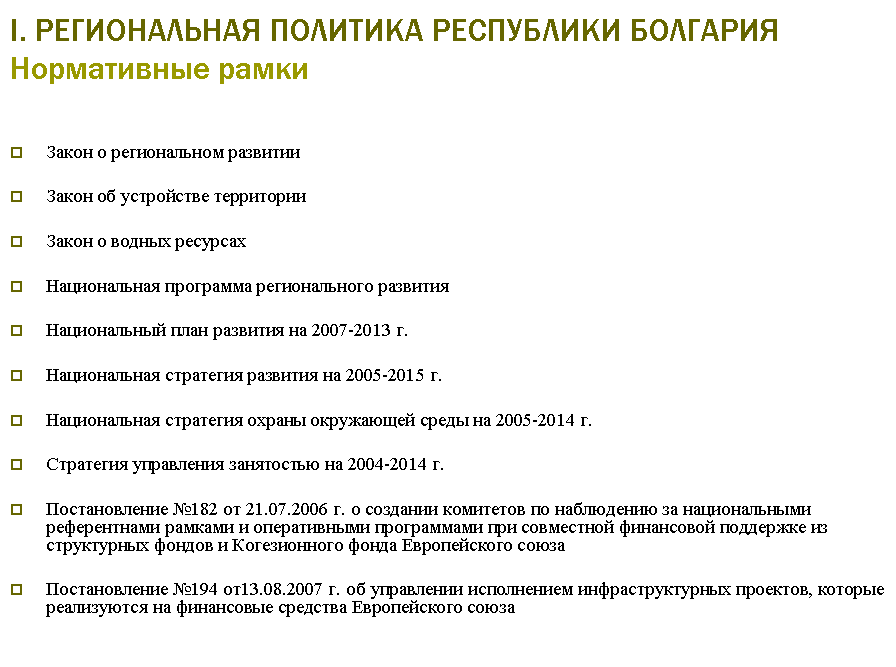 I. РЕГИОНАЛЬНАЯ ПОЛИТИКА РЕСПУБЛИКИ БОЛГАРИЯ
Нормативные рамки
Закон о региональном развитии
Закон об устройстве территории
Закон о водных ресурсах
Национальная программа регионального развития
Национальный план развития на 2007-2013 г.
Национальная стратегия развития на 2005-2015 г.
Национальная стратегия охраны окружающей среды на 2005-2014 г.
Стратегия управления занятостью на 2004-2014 г.
Постановление №182 от 21.07.2006 г. о создании комитетов по наблюдению за национальными
референтнами рамками и оперативными программами при совместной финансовой поддержке из
структурных фондов и Когезионного фонда Европейского союза
Постановление №194 от13.08.2007 г. об управлении исполнением инфраструктурных проектов, которые
реализуются на финансовые средства Европейского союза